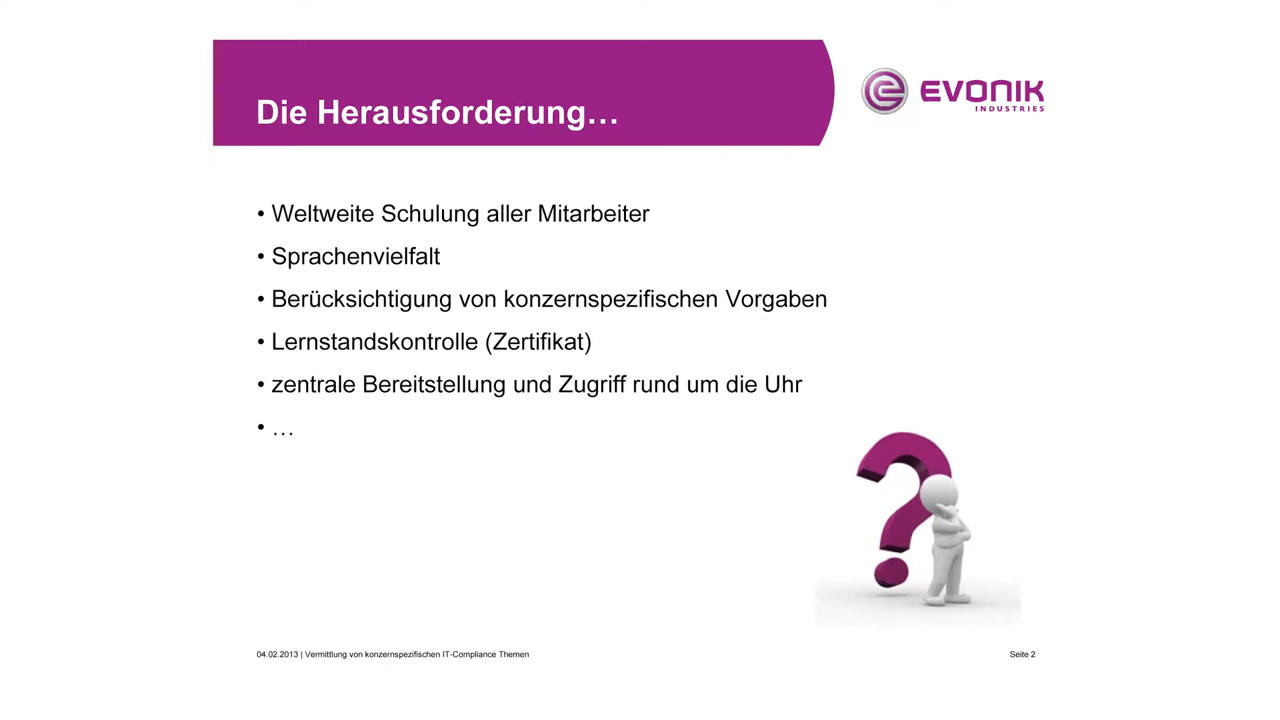 Die Herausforderung…
EVONIK
INDUSTRIES
• Weltweite Schulung aller Mitarbeiter
• Sprachenvielfalt
• Berücksichtigung von konzernspezifischen Vorgaben
• Lernstandskontrolle (Zertifikat)
• zentrale Bereitstellung und Zugriff rund um die Uhr
• …
04.02.2013 | Vermittlung von konzernspezifischen IT-Compliance Themen
Seite 2